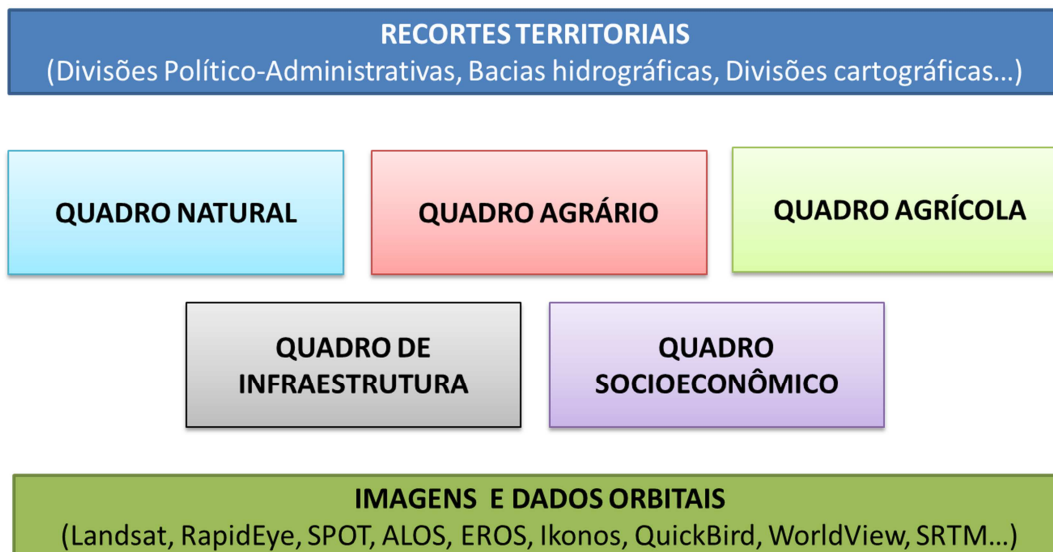 RECORTES TERRITORIAIS
(Divisões Político-Administrativas, Bacias hidrográficas, Divisões cartográficas...)
QUADRO NATURAL
QUADRO AGRÁRIO
QUADRO AGRÍCOLA
QUADRO DE
INFRAESTRUTURA
QUADRO
SOCIOECONÔMICO
IMAGENS E DADOS ORBITAIS
(Landsat, RapidEye, SPOT, ALOS, EROS, Ikonos, QuickBird, WorldView, SRTM...)